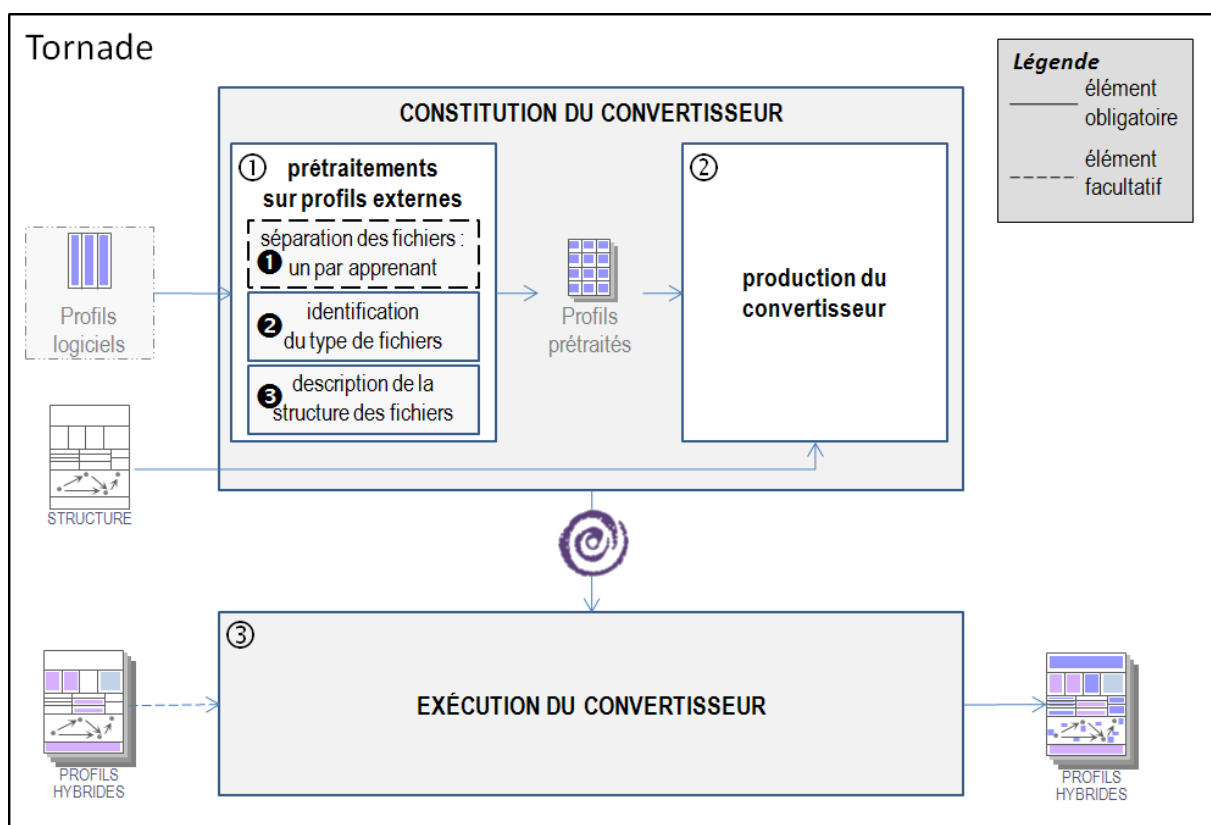 Tornade
Légende
élément
obligatoire
élément
facultatif
CONSTITUTION DU CONVERTISSEUR
① prétraitements
sur profils externes
séparation des fichiers :
❶ un par apprenant
identification
❷ du type de fichiers
description de la
❸ structure des fichiers
②
production du
convertisseur
Profils
logiciels
Profils
prétraités
STRUCTURE
③
EXÉCUTION DU CONVERTISSEUR
PROFILS
HYBRIDES
PROFILS
HYBRIDES